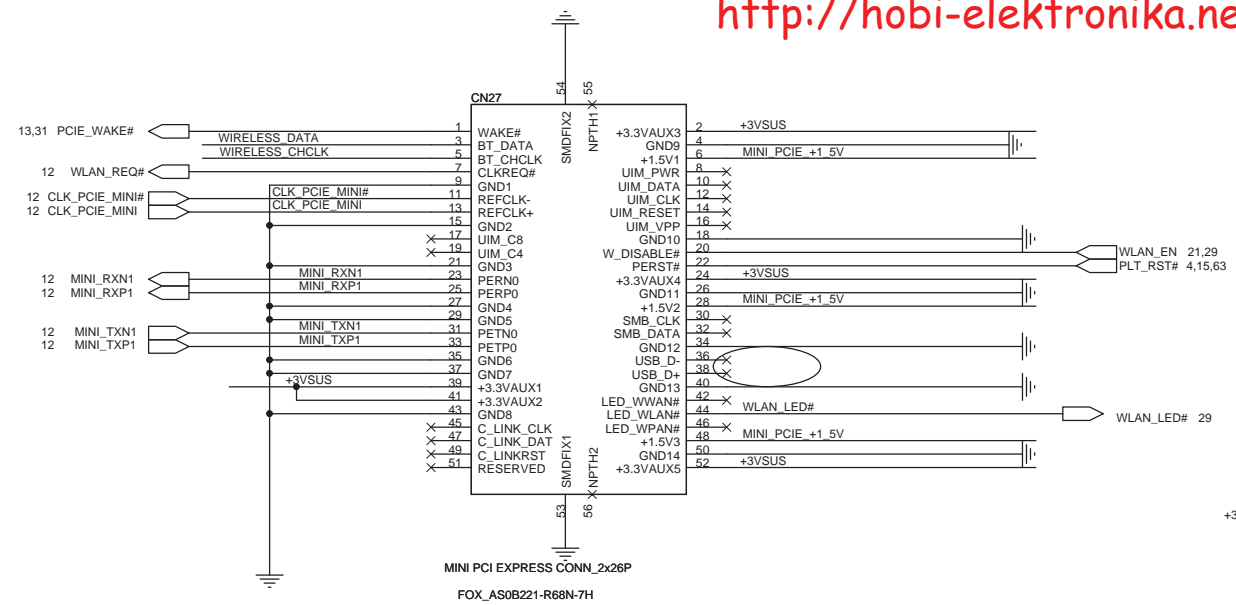 http://hobi-elektronika.ne
54
55
CN27
SMDFIX2
NPTH1
13,31 PCIE_WAKE#
1 WAKE#
+3.3VAUX3 2 +3VSUS
WIRELESS_DATA 3 BT_DATA
GND9 4
WIRELESS_CHCLK 5 BT_CHCLK
+1.5V1 6 MINI_PCIE_+1_5V
12 WLAN_REQ# 7 CLKREQ#
UIM_PWR 8
9 GND1
UIM_DATA 10
12 CLK_PCIE_MINI# CLK_PCIE_MINI# 11 REFCLK-
UIM_CLK 12
12 CLK_PCIE_MINI CLK_PCIE_MINI 13 REFCLK+
UIM_RESET 14
15 GND2
UIM_VPP 16
17 UIM_C8
GND10 18
19 UIM_C4
W_DISABLE# 20 WLAN_EN 21,29
21 GND3
PERST# 22 PLT_RST# 4,15,63
12 MINI_RXN1 MINI_RXN1 23 PERN0
+3.3VAUX4 24 +3VSUS
12 MINI_RXP1 MINI_RXP1 25 PERP0
GND11 26
27 GND4
+1.5V2 28 MINI_PCIE_+1_5V
29 GND5
SMB_CLK 30
12 MINI_TXN1 MINI_TXN1 31 PETN0
SMB_DATA 32
12 MINI_TXP1 MINI_TXP1 33 PETP0
GND12 34
35 GND6
USB_D- 36
37 GND7
USB_D+ 38
+3VSUS 39 +3.3VAUX1
GND13 40
41 +3.3VAUX2
LED_WWAN# 42
43 GND8
LED_WLAN# 44 WLAN_LED# WLAN_LED# 29
45 C_LINK_CLK
LED_WPAN# 46
47 C_LINK_DAT
+1.5V3 48 MINI_PCIE_+1_5V
49 C_LINKRST
GND14 50
51 RESERVED
+3.3VAUX5 52 +3VSUS
SMDFIX1
NPTH2
53
56
+3
MINI PCI EXPRESS CONN_2x26P
FOX_AS0B221-R68N-7H